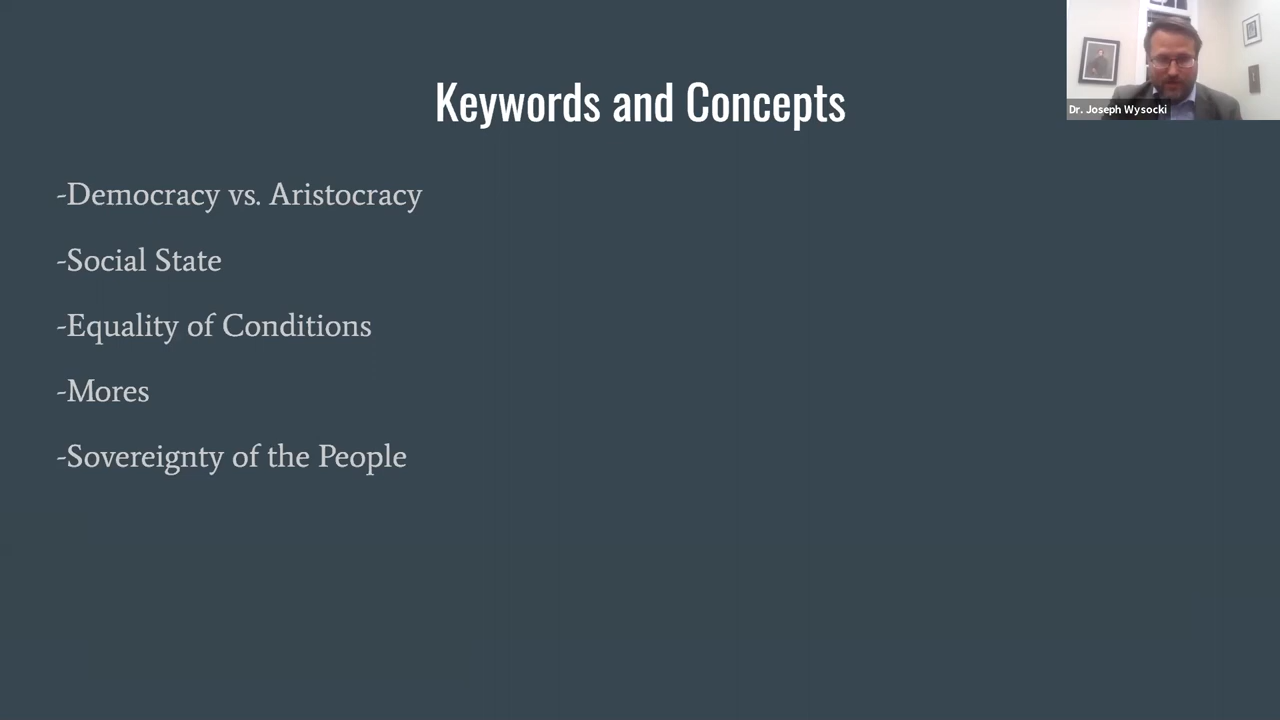 Keywords and Concepts
Dr. Joseph Wysocki
-Democracy vs. Aristocracy
-Social State
-Equality of Conditions
-Mores
-Sovereignty of the People